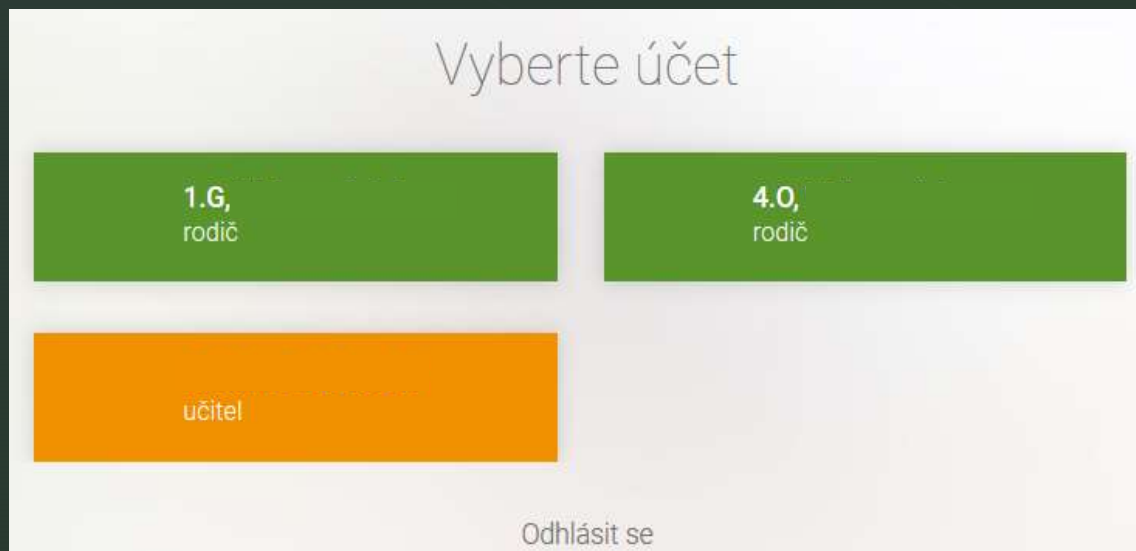 Vyberte účet
1.G,
rodič
4.O,
rodič
učitel
Odhlásit se